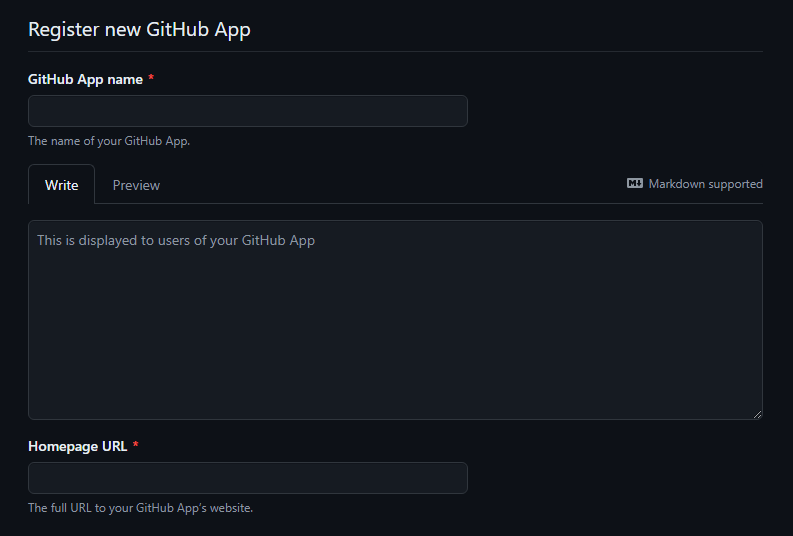 Register new GitHub App
GitHub App name *
The name of your GitHub App.
Write Preview Markdown supported
This is displayed to users of your GitHub App
Homepage URL *
The full URL to your GitHub App’s website.